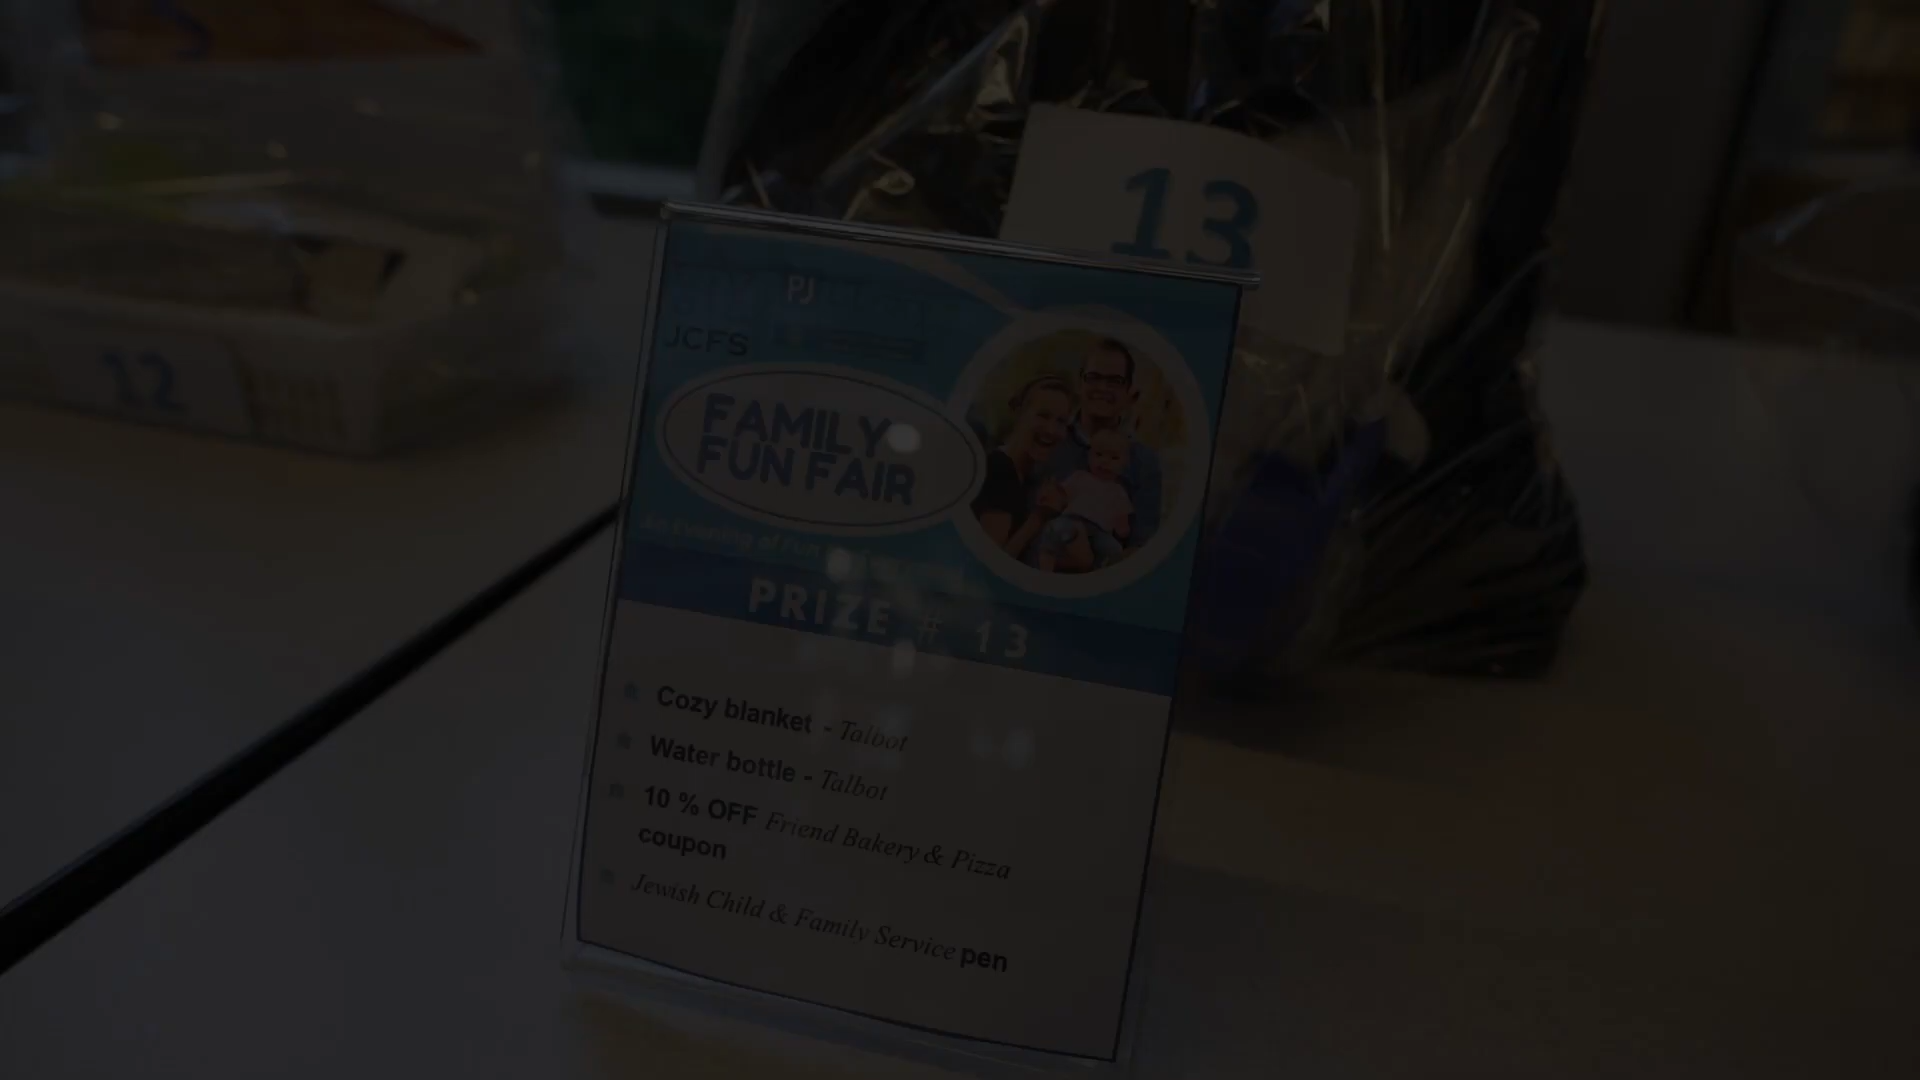 13
PJ
JCFS
12
FAMILY
FUN FAIR
PRIZE # 13
Cozy blanket - Talbot
Water bottle - Talbot
10 % OFF Friend Bakery & Pizza
coupon
Jewish Child & Family Service pen